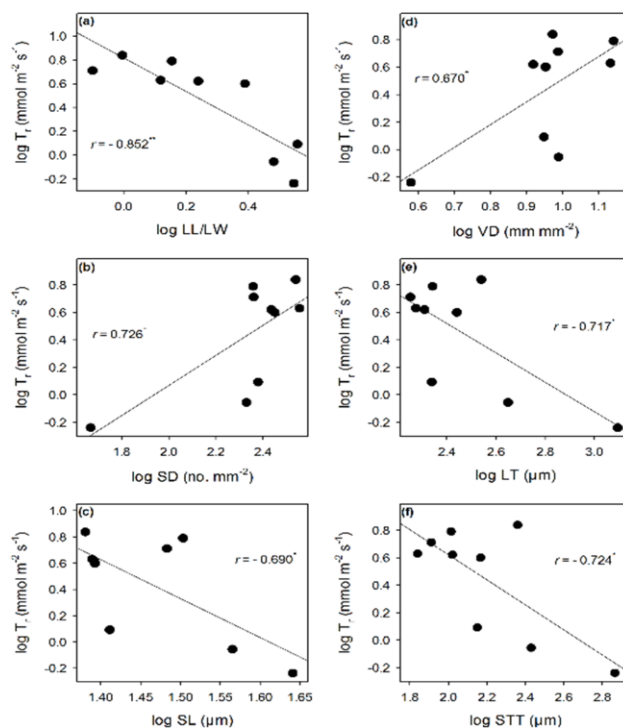 (a)
log Tr (mmol m-2 s-1)
0.8
0.6
0.4
0.2
0.0
-0.2
r = - 0.852**
0.0
0.4
log LL/LW
(d)
log Tr (mmol m-2 s-1)
0.8
0.6
0.4
0.2
0.0
-0.2
r = 0.670*
0.6
0.7
0.8
0.9
1.0
1.1
log VD (mm mm-2)
(b)
log Tr (mmol m-2 s-1)
0.8
0.6
0.4
0.2
0.0
-0.2
r = 0.726*
1.8
2.0
2.2
2.4
log SD (no. mm-2)
(e)
log Tr (mmol m-2 s-1)
0.8
0.6
0.4
0.2
0.0
-0.2
r = - 0.717*
2.4
2.6
2.8
3.0
log LT (µm)
(c)
log Tr (mmol m-2 s-1)
1.0
0.8
0.6
0.4
0.2
0.0
-0.2
r = - 0.690*
1.40
1.45
1.50
1.55
1.60
1.65
log SL (µm)
(f)
log Tr (mmol m-2 s-1)
0.8
0.6
0.4
0.2
0.0
-0.2
r = - 0.724*
1.8
2.0
2.2
2.4
2.6
2.8
log STT (µm)